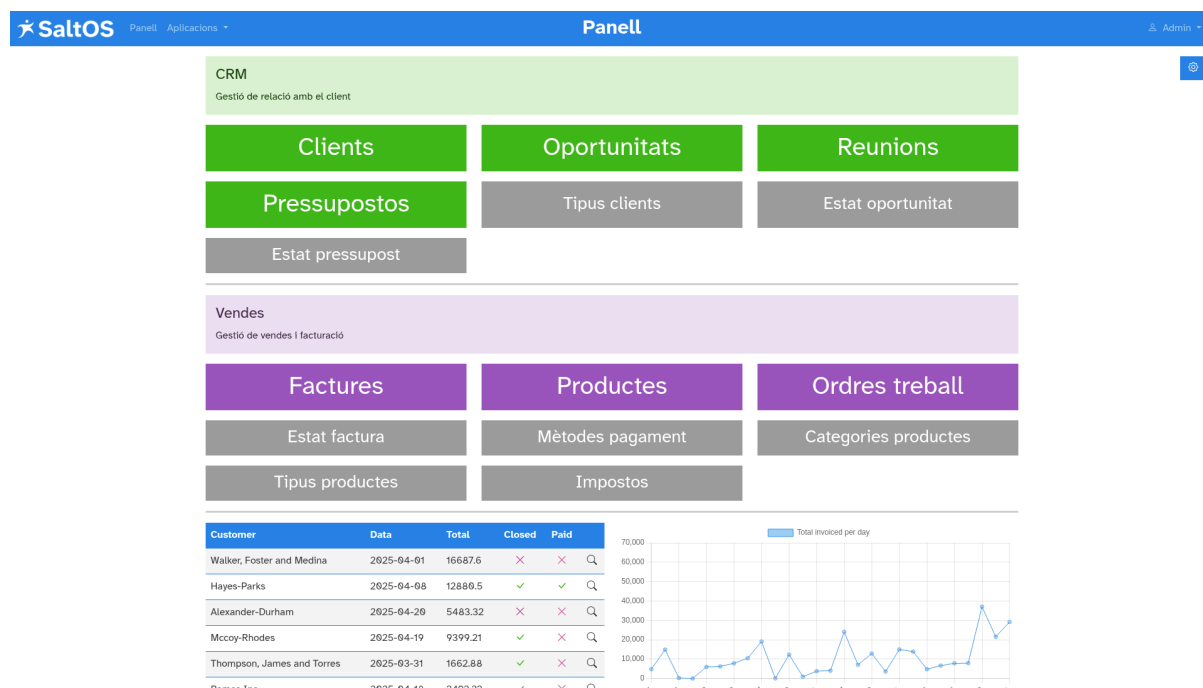 SaltOS Panell Aplicacions Panell Admin
CRM
Gestió de relació amb el client
Clients Oportunitats Reunions
Pressupostos Tipus clients Estat oportunitat
Estat pressupost
Vendes
Gestió de vendes i facturació
Factures Productes Ordres treball
Estat factura Mètodes pagament Categories productes
Tipus productes Impostos
Customer Data Total Closed Paid
Walker, Foster and Medina 2025-04-01 16687.6
Hayes-Parks 2025-04-08 12880.5
Alexander-Durham 2025-04-20 5483.32
Mccoy-Rhodes 2025-04-19 9399.21
Thompson, James and Torres 2025-03-31 1662.88
Total invoiced per day
70,000
60,000
50,000
40,000
30,000
20,000
10,000
0